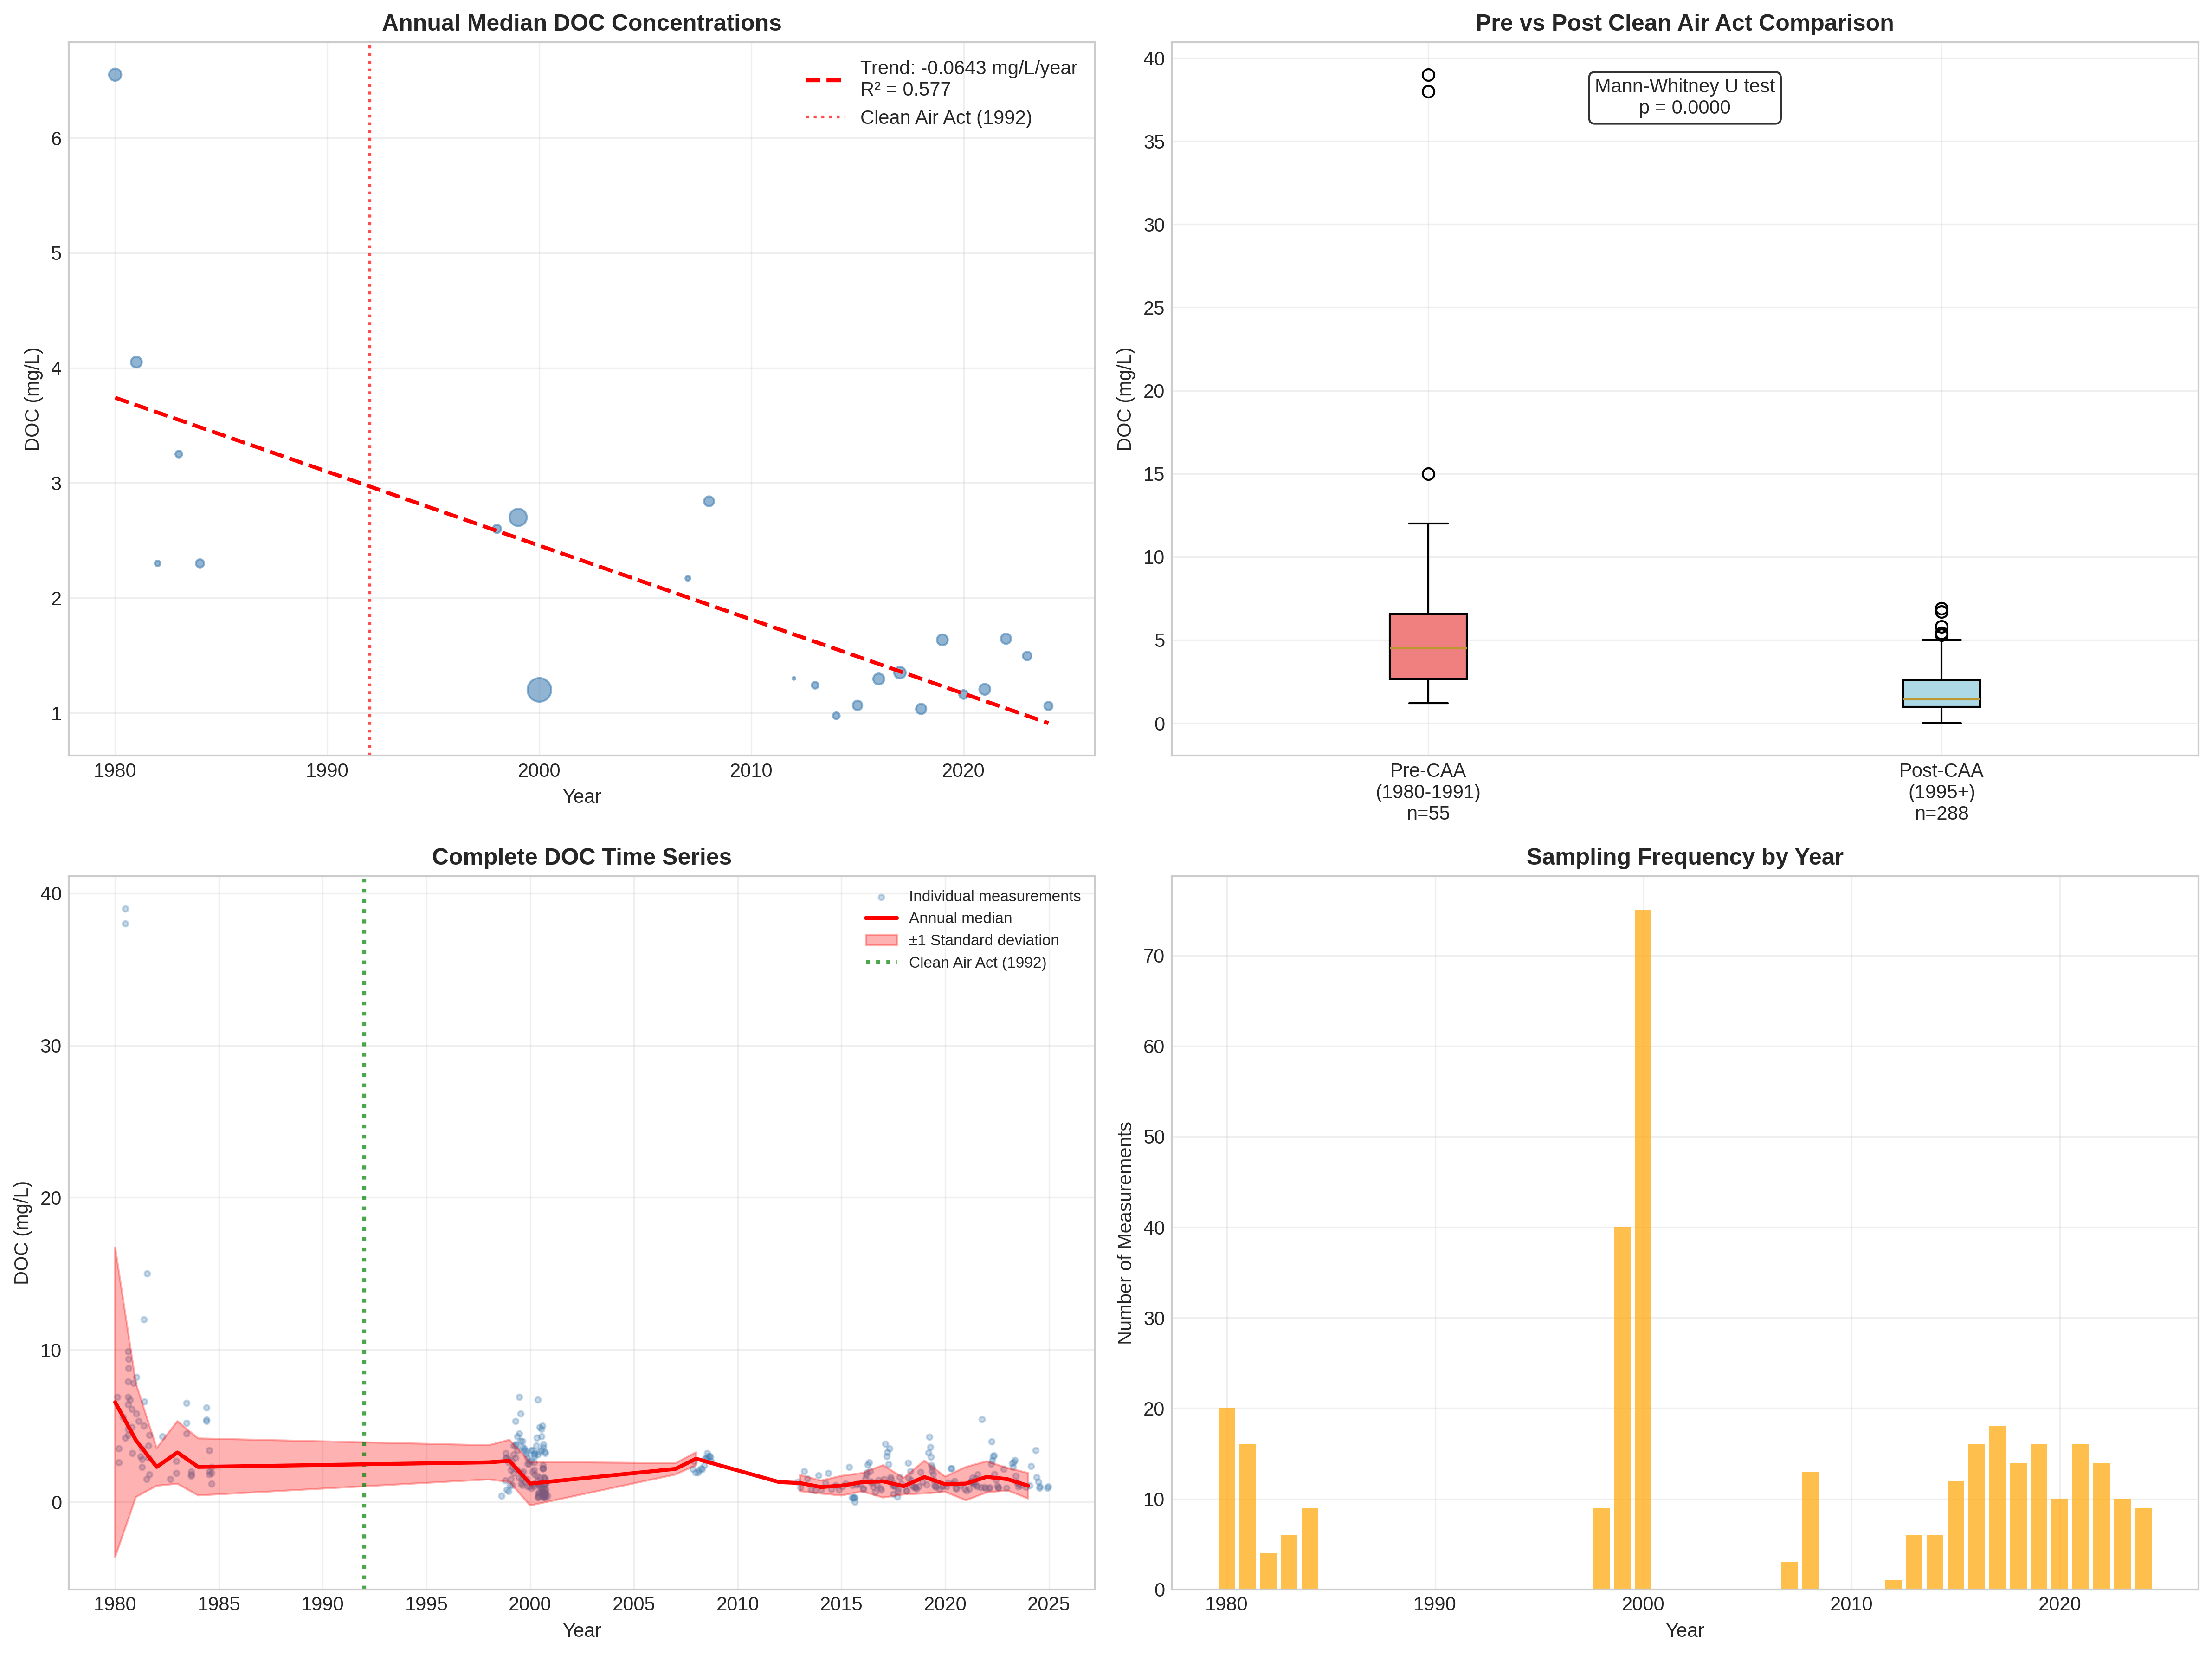 Annual Median DOC Concentrations
Trend: -0.0643 mg/L/year
R² = 0.577
Clean Air Act (1992)
DOC (mg/L)
6
5
4
3
2
1
1980
1990
2000
2010
2020
Year
Pre vs Post Clean Air Act Comparison
Mann-Whitney U test
p = 0.0000
DOC (mg/L)
40
35
30
25
20
15
10
5
0
Pre-CAA
(1980-1991)
n=55
Post-CAA
(1995+)
n=288
Complete DOC Time Series
Individual measurements
Annual median
±1 Standard deviation
Clean Air Act (1992)
DOC (mg/L)
40
30
20
10
0
1980
1985
1990
1995
2000
2005
2010
2015
2020
2025
Year
Sampling Frequency by Year
Number of Measurements
70
60
50
40
30
20
10
0
1980
1990
2000
2010
2020
Year